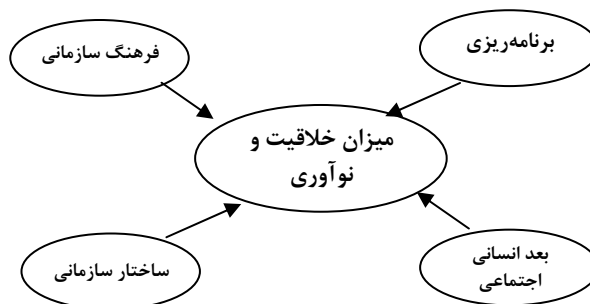 برنامه‌ریزی
فرهنگ سازمانی
میزان خلاقیت و
نوآوری
بعد انسانی
اجتماعی
ساختار سازمانی